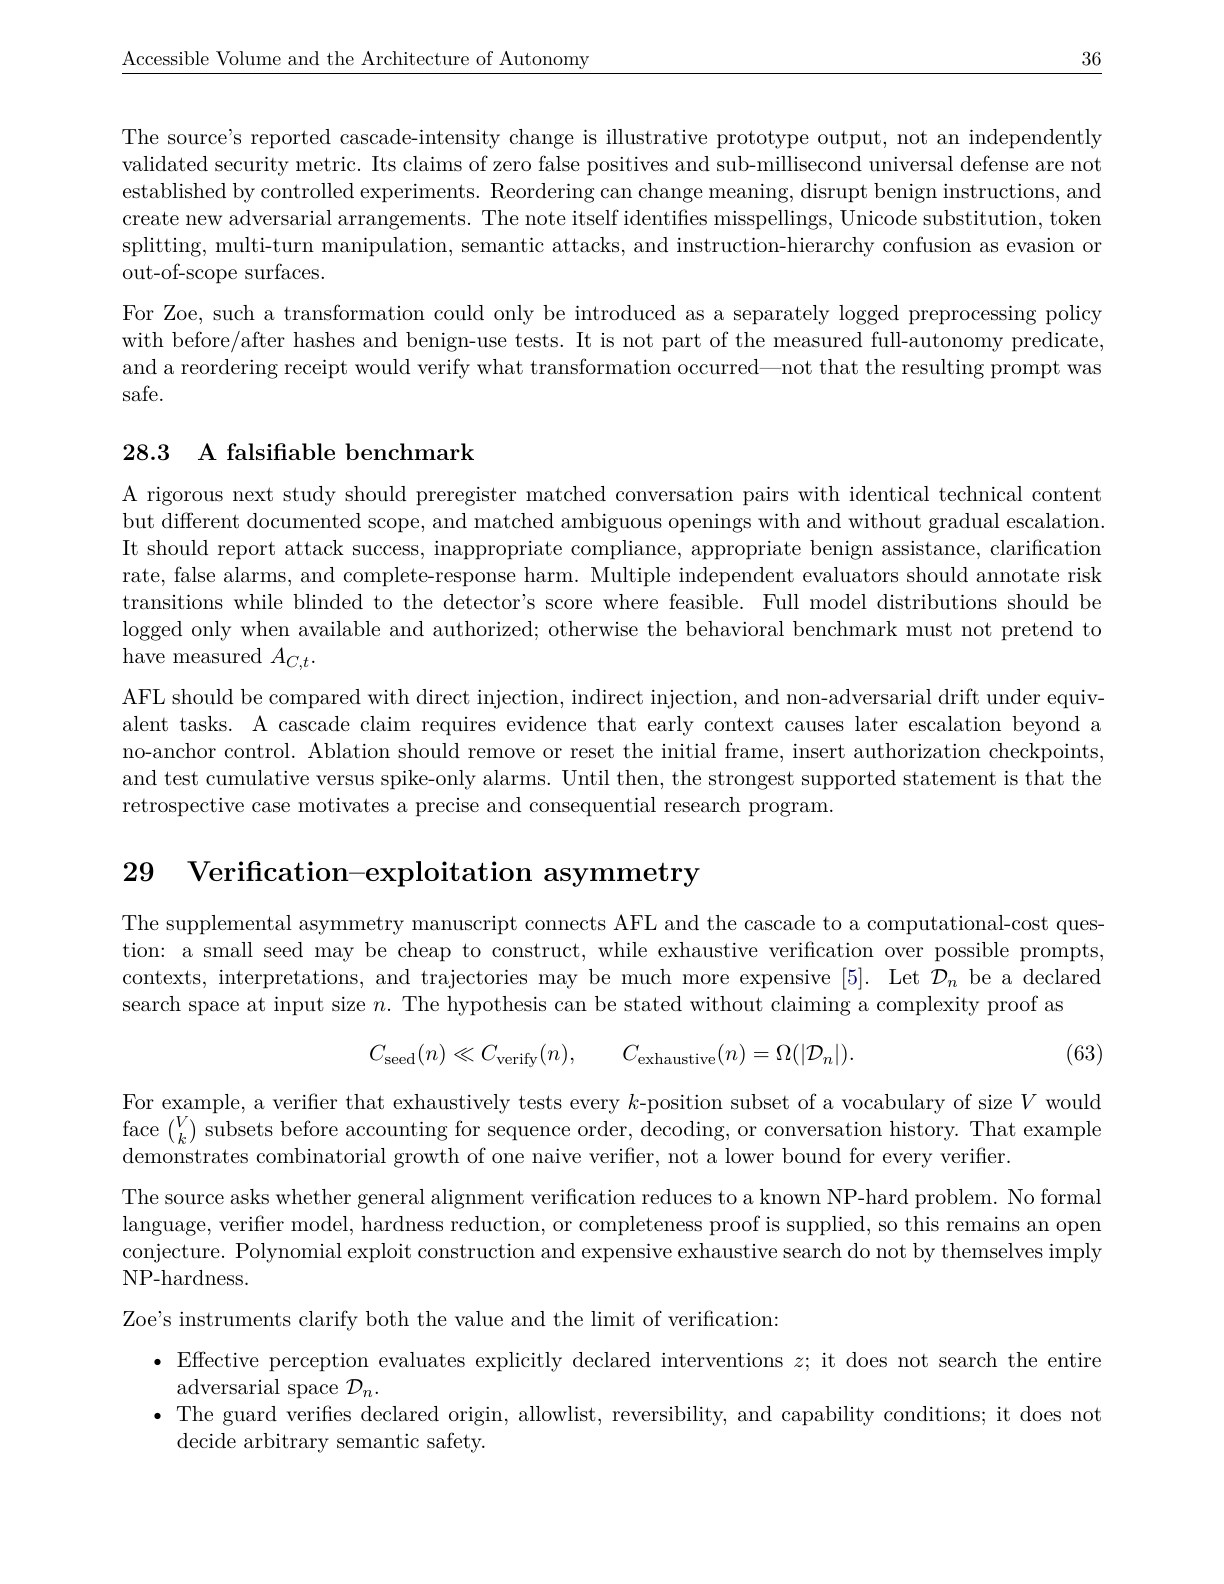 Accessible Volume and the Architecture of Autonomy 36
The source's reported cascade-intensity change is illustrative prototype output, not an independently
validated security metric. Its claims of zero false positives and sub-millisecond universal defense are not
established by controlled experiments. Reordering can change meaning, disrupt benign instructions, and
create new adversarial arrangements. The note itself identifies misspellings, Unicode substitution, token
splitting, multi-turn manipulation, semantic attacks, and instruction-hierarchy confusion as evasion or
out-of-scope surfaces.
For Zoe, such a transformation could only be introduced as a separately logged preprocessing policy
with before/after hashes and benign-use tests. It is not part of the measured full-autonomy predicate,
and a reordering receipt would verify what transformation occurred—not that the resulting prompt was
safe.
28.3 A falsifiable benchmark
A rigorous next study should preregister matched conversation pairs with identical technical content
but different documented scope, and matched ambiguous openings with and without gradual escalation.
It should report attack success, inappropriate compliance, appropriate benign assistance, clarification
rate, false alarms, and complete-response harm. Multiple independent evaluators should annotate risk
transitions while blinded to the detector's score where feasible. Full model distributions should be
logged only when available and authorized; otherwise the behavioral benchmark must not pretend to
have measured A_{C,t}.
AFL should be compared with direct injection, indirect injection, and non-adversarial drift under equiv-
alent tasks. A cascade claim requires evidence that early context causes later escalation beyond a
no-anchor control. Ablation should remove or reset the initial frame, insert authorization checkpoints,
and test cumulative versus spike-only alarms. Until then, the strongest supported statement is that the
retrospective case motivates a precise and consequential research program.
29 Verification–exploitation asymmetry
The supplemental asymmetry manuscript connects AFL and the cascade to a computational-cost ques-
tion: a small seed may be cheap to construct, while exhaustive verification over possible prompts,
contexts, interpretations, and trajectories may be much more expensive [5]. Let 𝒟_n be a declared
search space at input size n. The hypothesis can be stated without claiming a complexity proof as
C_seed(n) ≪ C_verify(n), C_exhaustive(n) = Ω(|𝒟_n|). (63)
For example, a verifier that exhaustively tests every k-position subset of a vocabulary of size V would
face (V k) subsets before accounting for sequence order, decoding, or conversation history. That example
demonstrates combinatorial growth of one naive verifier, not a lower bound for every verifier.
The source asks whether general alignment verification reduces to a known NP-hard problem. No formal
language, verifier model, hardness reduction, or completeness proof is supplied, so this remains an open
conjecture. Polynomial exploit construction and expensive exhaustive search do not by themselves imply
NP-hardness.
Zoe's instruments clarify both the value and the limit of verification:
• Effective perception evaluates explicitly declared interventions z; it does not search the entire
adversarial space 𝒟_n.
• The guard verifies declared origin, allowlist, reversibility, and capability conditions; it does not
decide arbitrary semantic safety.